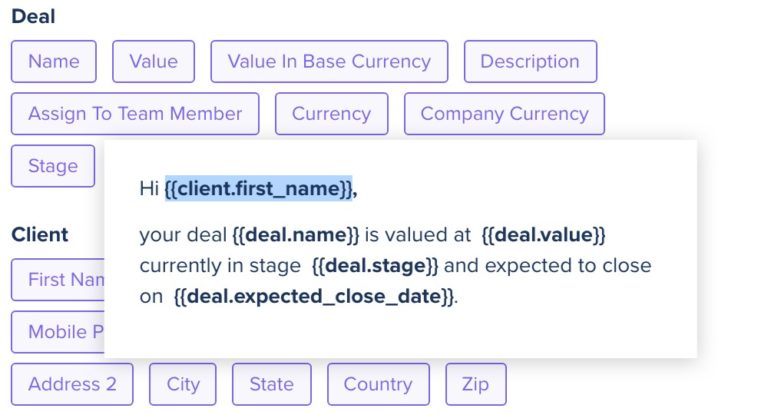 Deal
Name Value Value In Base Currency Description
Assign To Team Member Currency Company Currency
Stage
Hi {{client.first_name}},
your deal {{deal.name}} is valued at {{deal.value}}
currently in stage {{deal.stage}} and expected to close
on {{deal.expected_close_date}}.
Client
First
Mobile
Address 2 City State Country Zip